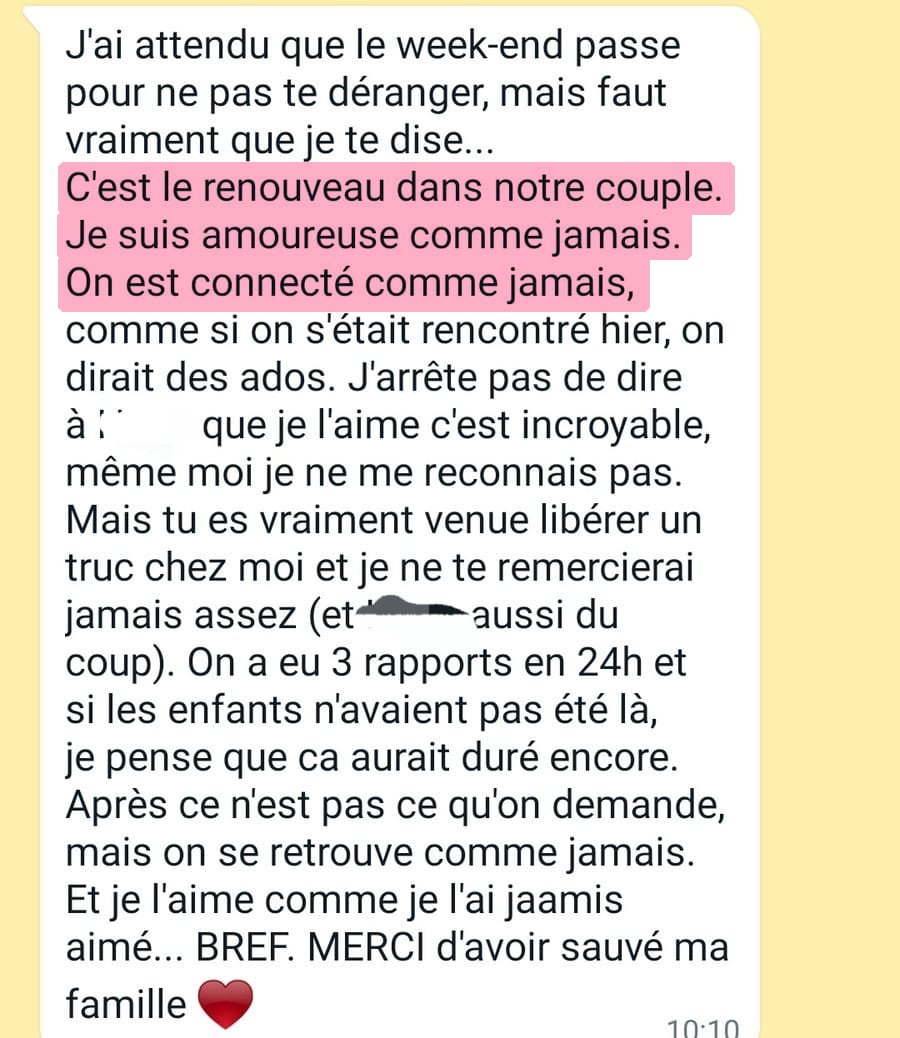 J'ai attendu que le week-end passe
pour ne pas te déranger, mais faut
vraiment que je te dise...
C'est le renouveau dans notre couple.
Je suis amoureuse comme jamais.
On est connecté comme jamais,
comme si on s'était rencontré hier, on
dirait des ados. J'arrête pas de dire
à que je l'aime c'est incroyable,
même moi je ne me reconnais pas.
Mais tu es vraiment venue libérer un
truc chez moi et je ne te remercierai
jamais assez (et aussi du
coup). On a eu 3 rapports en 24h et
si les enfants n'avaient pas été là,
je pense que ca aurait duré encore.
Après ce n'est pas ce qu'on demande,
mais on se retrouve comme jamais.
Et je l'aime comme je l'ai jaamis
aimé... BREF. MERCI d'avoir sauvé ma
famille ❤️
10:10